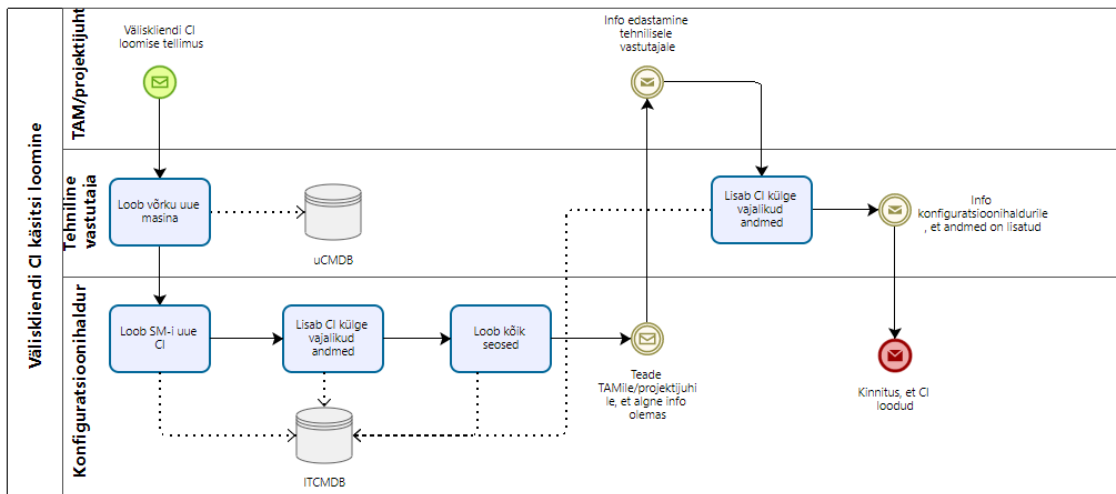 Väliskliendi CI käsitsi loomine
TAM/projektijuht
Väliskliendi CI
loomise tellimus
Info edastamine
tehnilisele
vastutajale
Tehniline
vastutaja
Loob võrku uue
masina
uCMDB
Lisab CI külge
vajalikud
andmed
Info
konfiguratsioonihaldurile
, et andmed on lisatud
Konfiguratsionihaldur
Loob SM-i uue
CI
Lisab CI külge
vajalikud
andmed
Loob kõik
seosed
Teade
TAMile/projektijuhi
le, et algne info
olemas
Kinnitus, et CI
loodud
ITCMDB